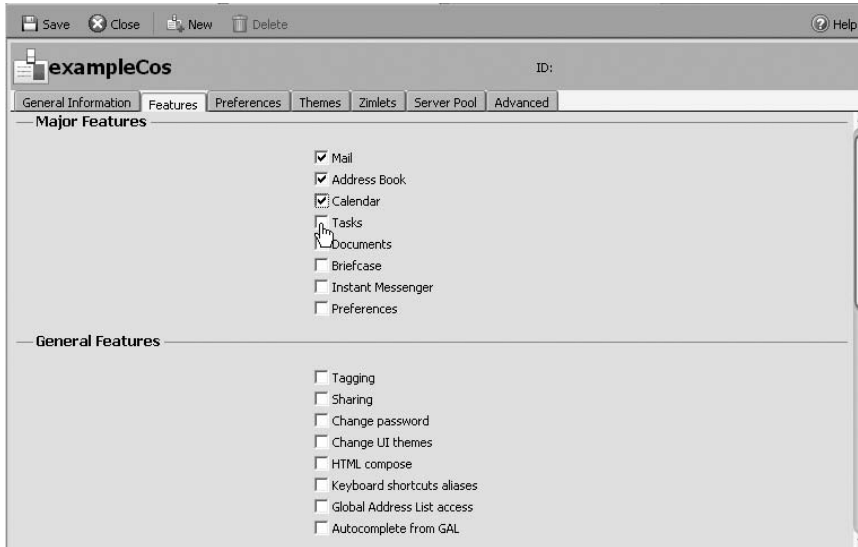 Save Close New Delete Help
exampleCos ID:
General Information Features Preferences Themes Zimlets Server Pool Advanced
Major Features
Mail
Address Book
Calendar
Tasks
Documents
Briefcase
Instant Messenger
Preferences
General Features
Tagging
Sharing
Change password
Change UI themes
HTML compose
Keyboard shortcuts aliases
Global Address List access
Autocomplete from GAL